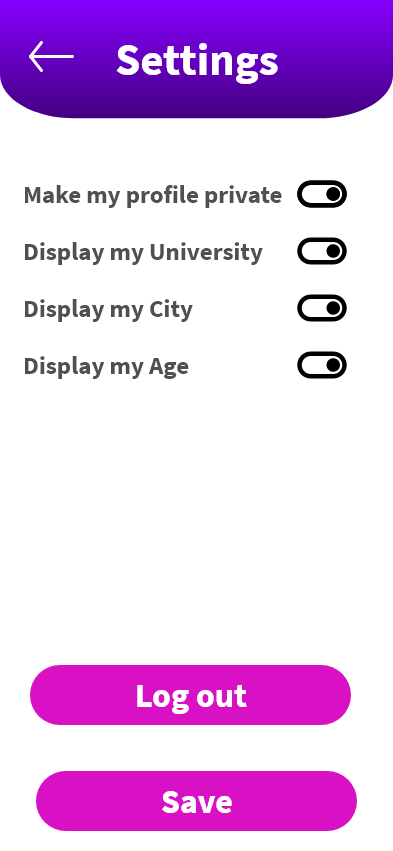 Settings
Make my profile private
Display my University
Display my City
Display my Age
Log out
Save